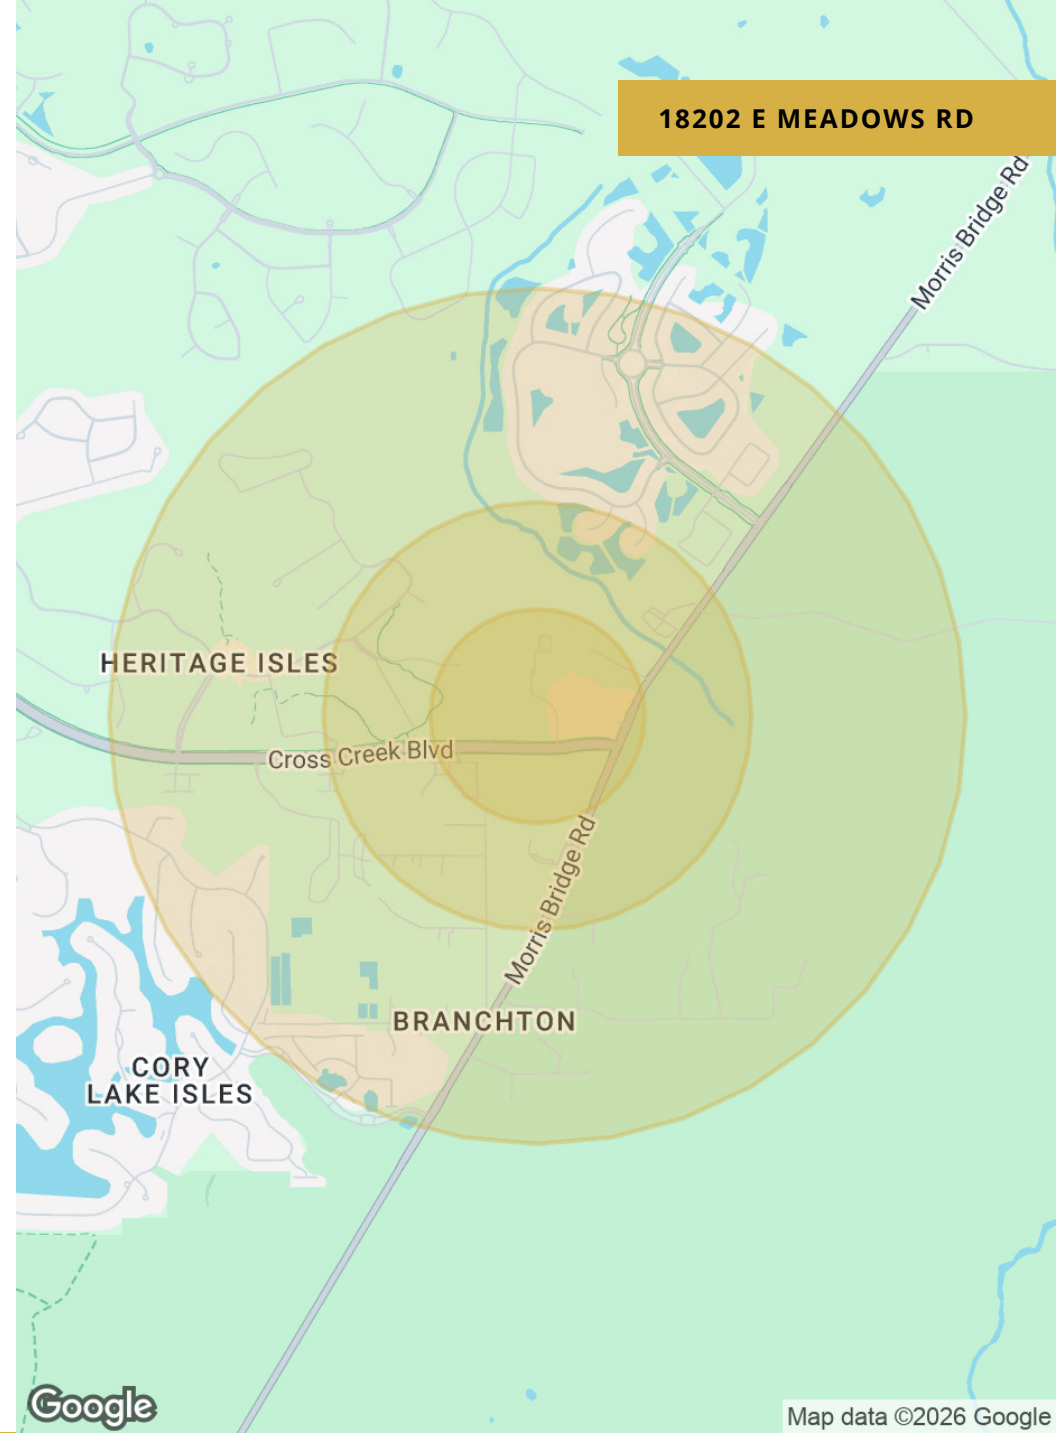 18202 E MEADOWS RD
Morris Bridge Rd
HERITAGE ISLES
Cross Creek Blvd
Morris Bridge Rd
BRANCHTON
CORY
LAKE ISLES
Google
Map data ©2026 Google